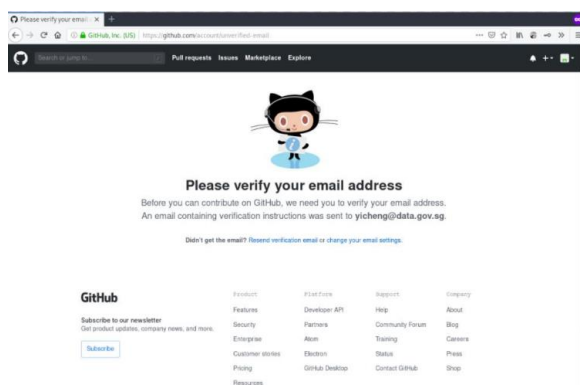 Please verify your email
GitHub, Inc. (US) https://github.com/account/unverified-email
Search or jump to...
Pull requests Issues Marketplace Explore
Please verify your email address
Before you can contribute on GitHub, we need you to verify your email address.
An email containing verification instructions was sent to yicheng@data.gov.sg.
Didn't get the email? Resend verification email or change your email settings.
GitHub
Subscribe to our newsletter
Get product updates, company news, and more.
Subscribe
Product
Features
Security
Enterprise
Customer stories
Pricing
Resources
Platform
Developer API
Partners
Atom
Electron
GitHub Desktop
Support
Help
Community Forum
Training
Status
Contact GitHub
Company
About
Blog
Careers
Press
Shop